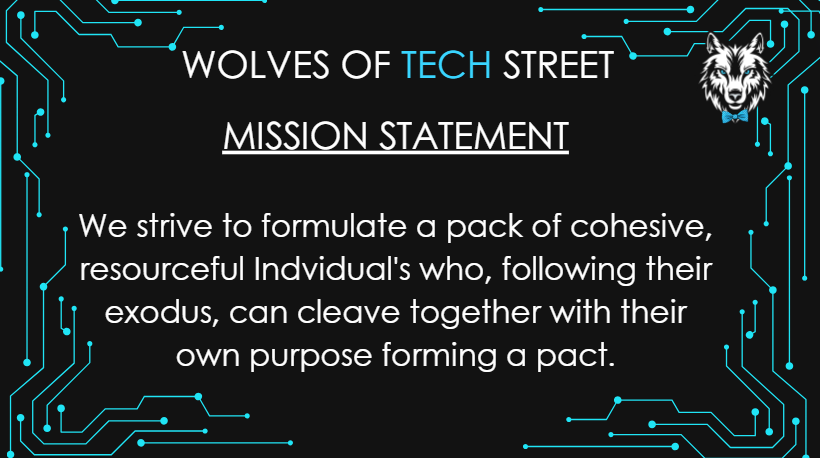 WOLVES OF TECH STREET
MISSION STATEMENT
We strive to formulate a pack of cohesive,
resourceful Indvidual's who, following their
exodus, can cleave together with their
own purpose forming a pact.